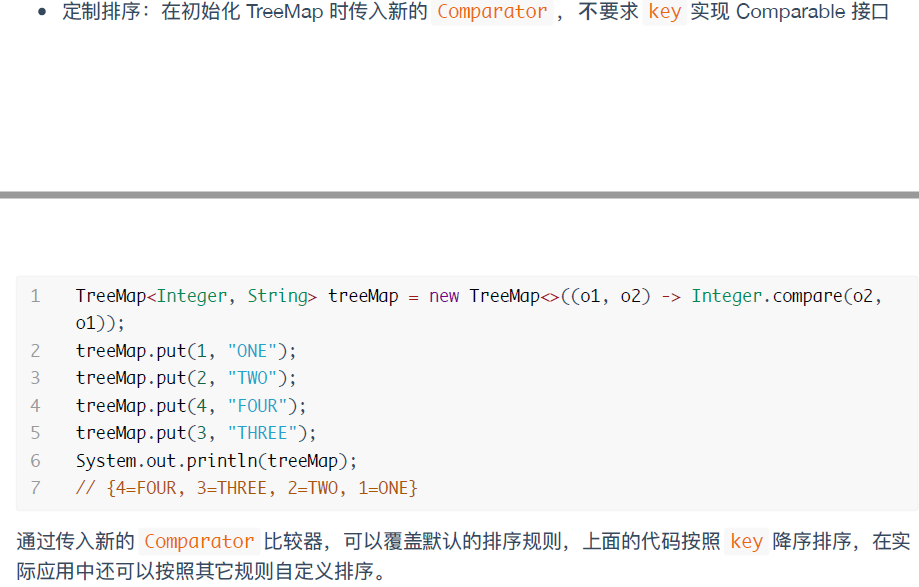 • 定制排序：在初始化 TreeMap 时传入新的 Comparator ，不要求 key 实现 Comparable 接口
1 TreeMap<Integer, String> treeMap = new TreeMap<>((o1, o2) -> Integer.compare(o2,
o1));
2 treeMap.put(1, "ONE");
3 treeMap.put(2, "TWO");
4 treeMap.put(4, "FOUR");
5 treeMap.put(3, "THREE");
6 System.out.println(treeMap);
7 // {4=FOUR, 3=THREE, 2=TWO, 1=ONE}
通过传入新的 Comparator 比较器，可以覆盖默认的排序规则，上面的代码按照 key 降序排序，在实
际应用中还可以按照其它规则自定义排序。